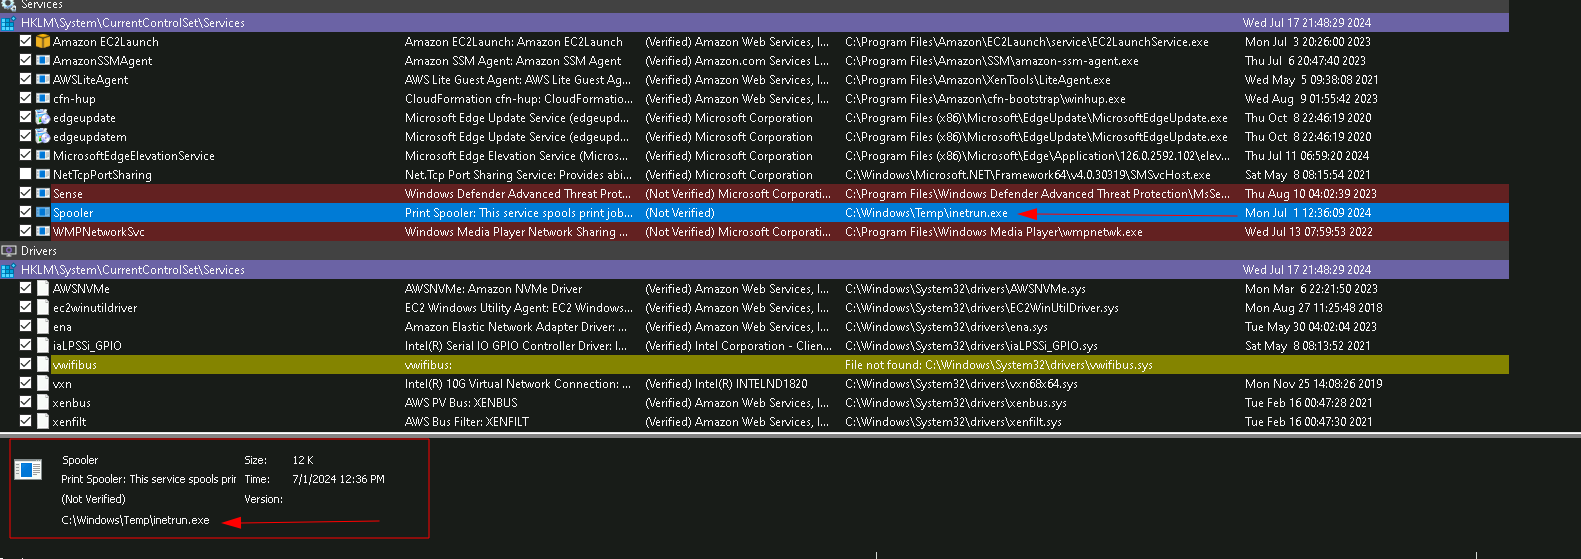 Services
HKLM\System\CurrentControlSet\Services Wed Jul 17 21:48:29 2024
Amazon EC2Launch Amazon EC2Launch: Amazon EC2Launch (Verified) Amazon Web Services, I... C:\Program Files\Amazon\EC2Launch\service\EC2LaunchService.exe Mon Jul 3 20:26:00 2023
AmazonSSMAgent Amazon SSM Agent: Amazon SSM Agent (Verified) Amazon.com Services L... C:\Program Files\Amazon\SSM\amazon-ssm-agent.exe Thu Jul 6 20:47:40 2023
AWSLiteAgent AWS Lite Guest Agent: AWS Lite Guest Ag... (Verified) Amazon Web Services, I... C:\Program Files\Amazon\XenTools\LiteAgent.exe Wed May 5 09:38:08 2021
cfn-hup CloudFormation cfn-hup: CloudFormatio... (Verified) Amazon Web Services, I... C:\Program Files\Amazon\cfn-bootstrap\winhup.exe Wed Aug 9 01:55:42 2023
edgeupdate Microsoft Edge Update Service (edgeupd... (Verified) Microsoft Corporation C:\Program Files (x86)\Microsoft\EdgeUpdate\MicrosoftEdgeUpdate.exe Thu Oct 8 22:46:19 2020
edgeupdatem Microsoft Edge Update Service (edgeupd... (Verified) Microsoft Corporation C:\Program Files (x86)\Microsoft\EdgeUpdate\MicrosoftEdgeUpdate.exe Thu Oct 8 22:46:19 2020
MicrosoftEdgeElevationService Microsoft Edge Elevation Service (Micros... (Verified) Microsoft Corporation C:\Program Files (x86)\Microsoft\Edge\Application\126.0.2592.102\elev... Thu Jul 11 06:59:20 2024
NetTcpPortSharing Net.Tcp Port Sharing Service: Provides abi... (Verified) Microsoft Corporation C:\Windows\Microsoft.NET\Framework64\v4.0.30319\SMSvcHost.exe Sat May 8 08:15:54 2021
Sense Windows Defender Advanced Threat Prot... (Not Verified) Microsoft Corporati... C:\Program Files\Windows Defender Advanced Threat Protection\MsSe... Thu Aug 10 04:02:39 2023
Spooler Print Spooler: This service spools print job... (Not Verified) C:\Windows\Temp\inetrun.exe Mon Jul 1 12:36:09 2024
WMPNetworkSvc Windows Media Player Network Sharing ... (Not Verified) Microsoft Corporati... C:\Program Files\Windows Media Player\wmpnetwk.exe Wed Jul 13 07:59:53 2022
Drivers
HKLM\System\CurrentControlSet\Services Wed Jul 17 21:48:29 2024
AWSNVMe AWSNVMe: Amazon NVMe Driver (Verified) Amazon Web Services, I... C:\Windows\System32\drivers\AWSNVMe.sys Mon Mar 6 22:21:50 2023
ec2winutildriver EC2 Windows Utility Agent: EC2 Windows... (Verified) Amazon Web Services, I... C:\Windows\System32\drivers\EC2WinUtilDriver.sys Mon Aug 27 11:25:48 2018
ena Amazon Elastic Network Adapter Driver: ... (Verified) Amazon Web Services, I... C:\Windows\System32\drivers\ena.sys Tue May 30 04:02:04 2023
iaLPSSi_GPIO Intel(R) Serial IO GPIO Controller Driver: I... (Verified) Intel Corporation - Clien... C:\Windows\System32\drivers\iaLPSSi_GPIO.sys Sat May 8 08:13:52 2021
vwifibus vwifibus: File not found: C:\Windows\System32\drivers\vwifibus.sys
vxn Intel(R) 10G Virtual Network Connection: ... (Verified) Intel(R) INTELND1820 C:\Windows\System32\drivers\vxn68x64.sys Mon Nov 25 14:08:26 2019
xenbus AWS PV Bus: XENBUS (Verified) Amazon Web Services, I... C:\Windows\System32\drivers\xenbus.sys Tue Feb 16 00:47:28 2021
xenfilt AWS Bus Filter: XENFILT (Verified) Amazon Web Services, I... C:\Windows\System32\drivers\xenfilt.sys Tue Feb 16 00:47:30 2021
Spooler Size: 12 K
Print Spooler: This service spools prir Time: 7/1/2024 12:36 PM
(Not Verified) Version:
C:\Windows\Temp\inetrun.exe